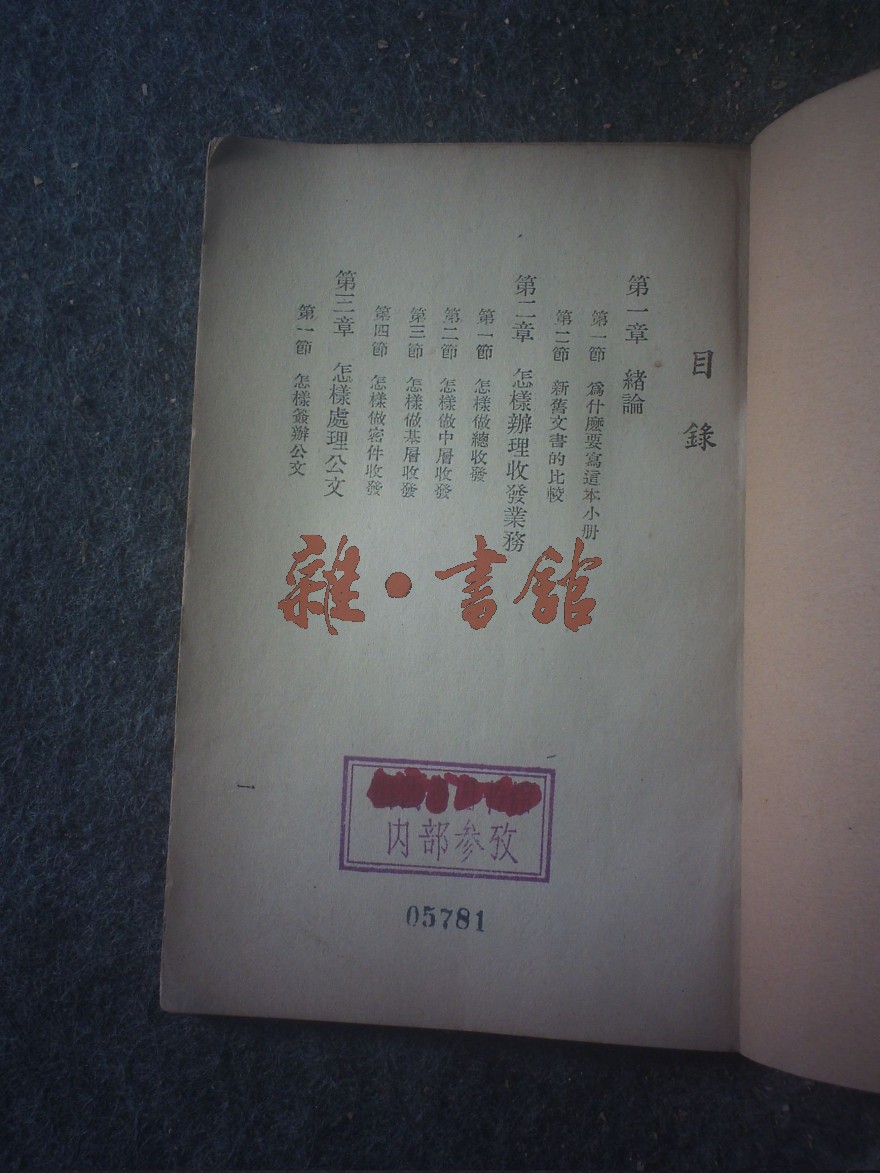 目錄
第一章　緒論
第一節　爲什麽要寫這本小册
第二節　新舊文書的比較
第二章　怎樣辦理收發業務
第一節　怎樣做總收發
第二節　怎樣做中層收發
第三節　怎樣做基層收發
第四節　怎樣做密件收發
第三章　怎樣處理公文
第一節　怎樣簽辦公文
一
雜·書館
内部参攷
05781